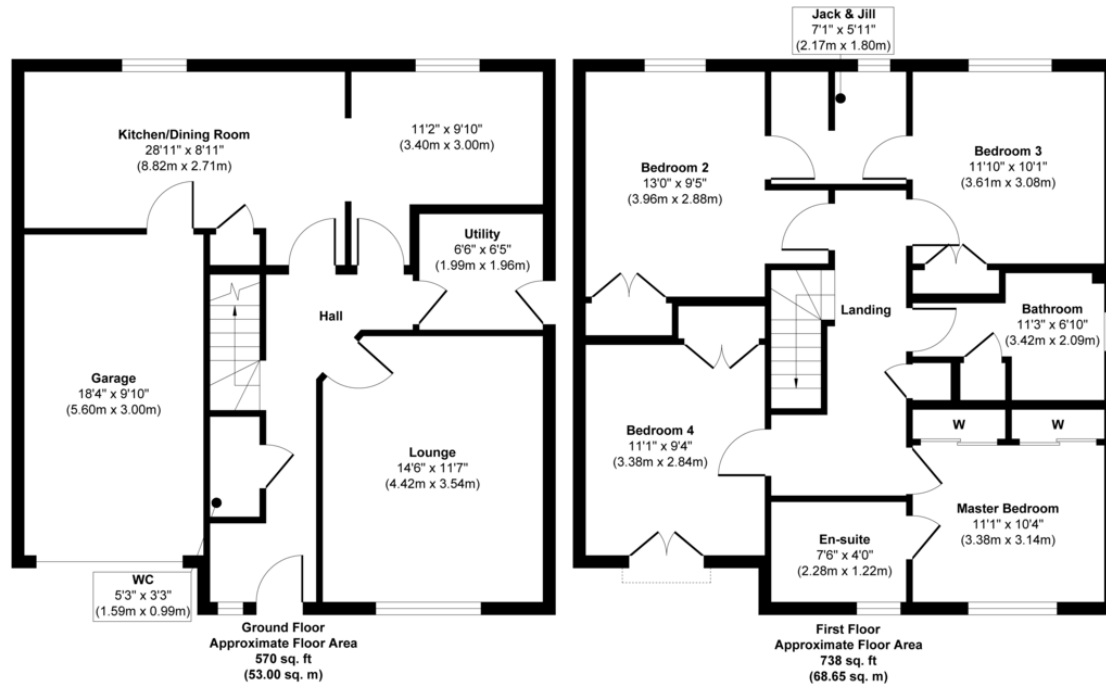 Jack & Jill
7'1" x 5'11"
(2.17m x 1.80m)
Kitchen/Dining Room
28'11" x 8'11"
(8.82m x 2.71m)
11'2" x 9'10"
(3.40m x 3.00m)
Utility
6'6" x 6'5"
(1.99m x 1.96m)
Hall
Garage
18'4" x 9'10"
(5.60m x 3.00m)
Lounge
14'6" x 11'7"
(4.42m x 3.54m)
WC
5'3" x 3'3"
(1.59m x 0.99m)
Ground Floor
Approximate Floor Area
570 sq. ft
(53.00 sq. m)
Bedroom 2
13'0" x 9'5"
(3.96m x 2.88m)
Bedroom 3
11'10" x 10'1"
(3.61m x 3.08m)
Landing
Bathroom
11'3" x 6'10"
(3.42m x 2.09m)
W
W
Bedroom 4
11'1" x 9'4"
(3.38m x 2.84m)
Master Bedroom
11'1" x 10'4"
(3.38m x 3.14m)
En-suite
7'6" x 4'0"
(2.28m x 1.22m)
First Floor
Approximate Floor Area
738 sq. ft
(68.65 sq. m)